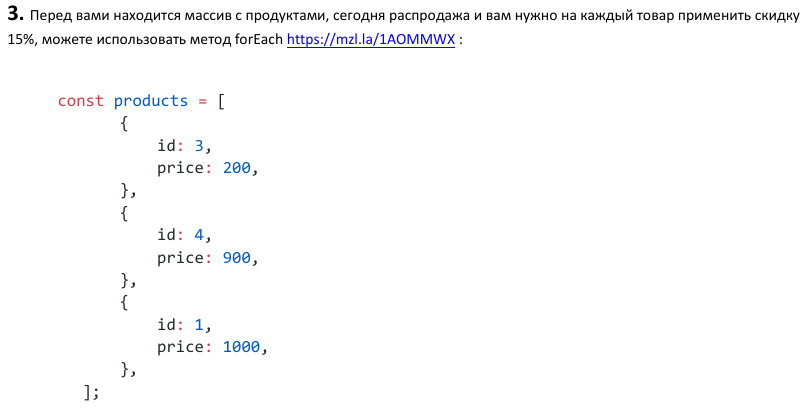 3. Перед вами находится массив с продуктами, сегодня распродажа и вам нужно на каждый товар применить скидку
15%, можете использовать метод forEach https://mzl.la/1AOMMWX :
const products = [
{
id: 3,
price: 200,
},
{
id: 4,
price: 900,
},
{
id: 1,
price: 1000,
},
];